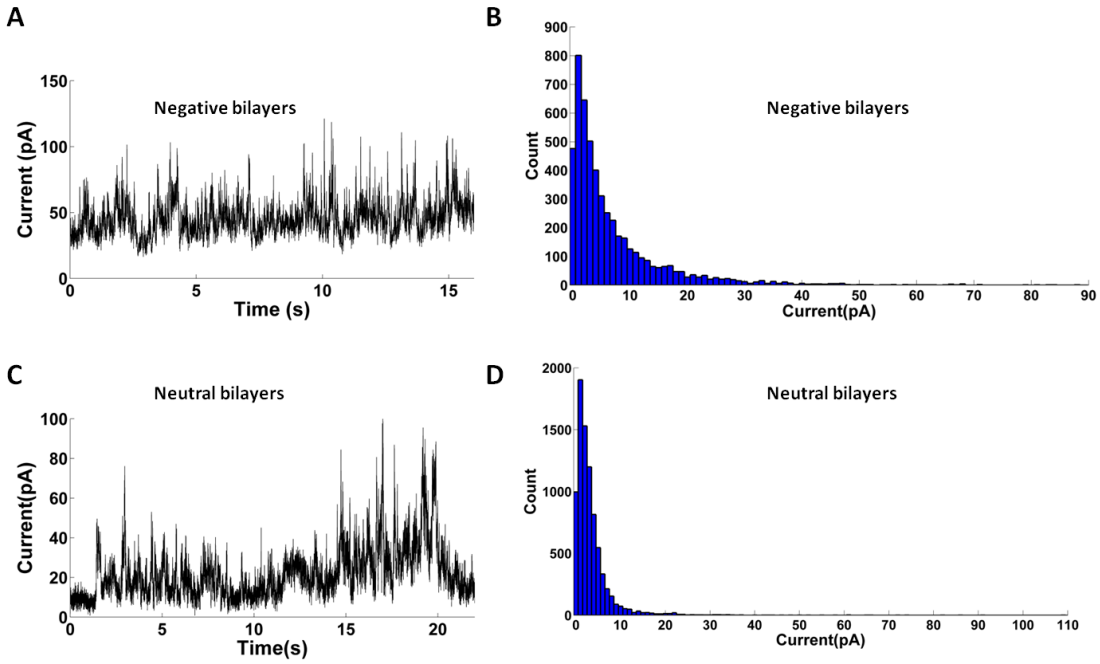 A
150
100
50
0
Current (pA)
Negative bilayers
0 5 10 15
Time (s)
B
900
800
700
600
500
400
300
200
100
0
Count
Negative bilayers
0 10 20 30 40 50 60 70 80 90
Current(pA)
C
Neutral bilayers
100
80
60
40
20
0
Current(pA)
0 5 10 15 20
Time(s)
D
2000
1500
1000
500
0
Count
Neutral bilayers
0 10 20 30 40 50 60 70 80 90 100 110
Current(pA)